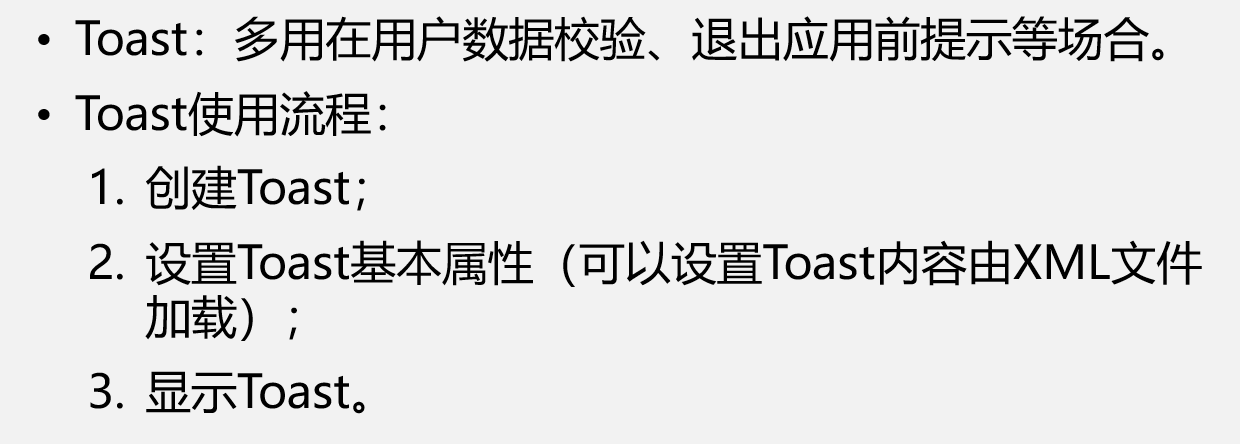 • Toast：多用在用户数据校验、退出应用前提示等场合。
• Toast使用流程：
1. 创建Toast；
2. 设置Toast基本属性（可以设置Toast内容由XML文件
加载）；
3. 显示Toast。